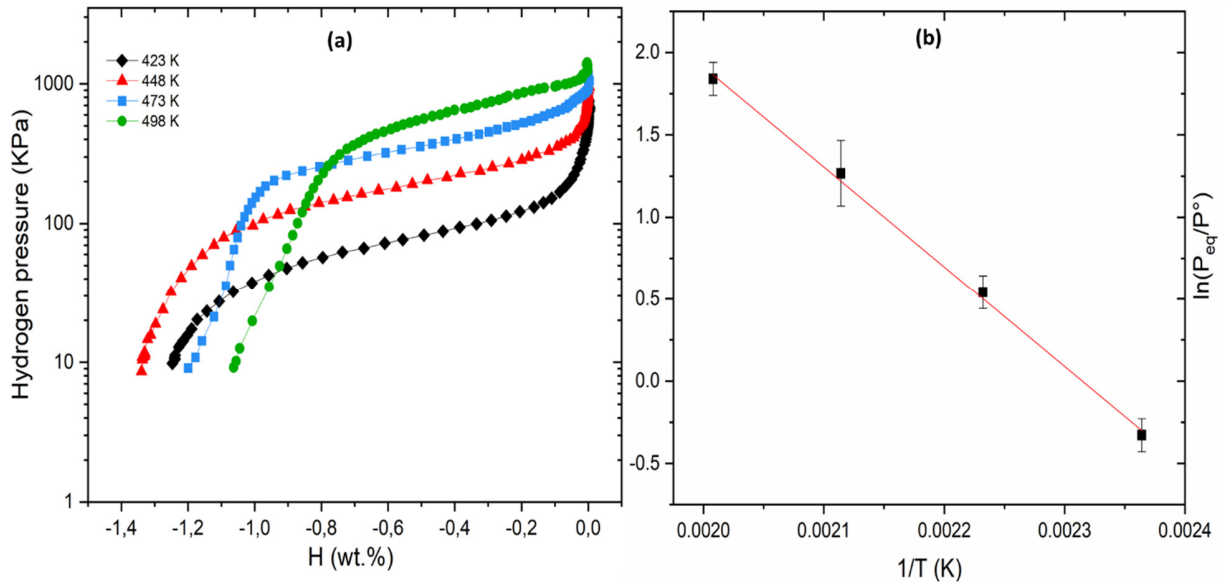 (a)
423 K
448 K
473 K
498 K
Hydrogen pressure (KPa)
1000
100
10
1
-1,4 -1,2 -1,0 -0,8 -0,6 -0,4 -0,2 0,0
H (wt.%)
(b)
2.0
1.5
1.0
0.5
0.0
-0.5
ln(P_eq/P°)
0.0020 0.0021 0.0022 0.0023 0.0024
1/T (K)